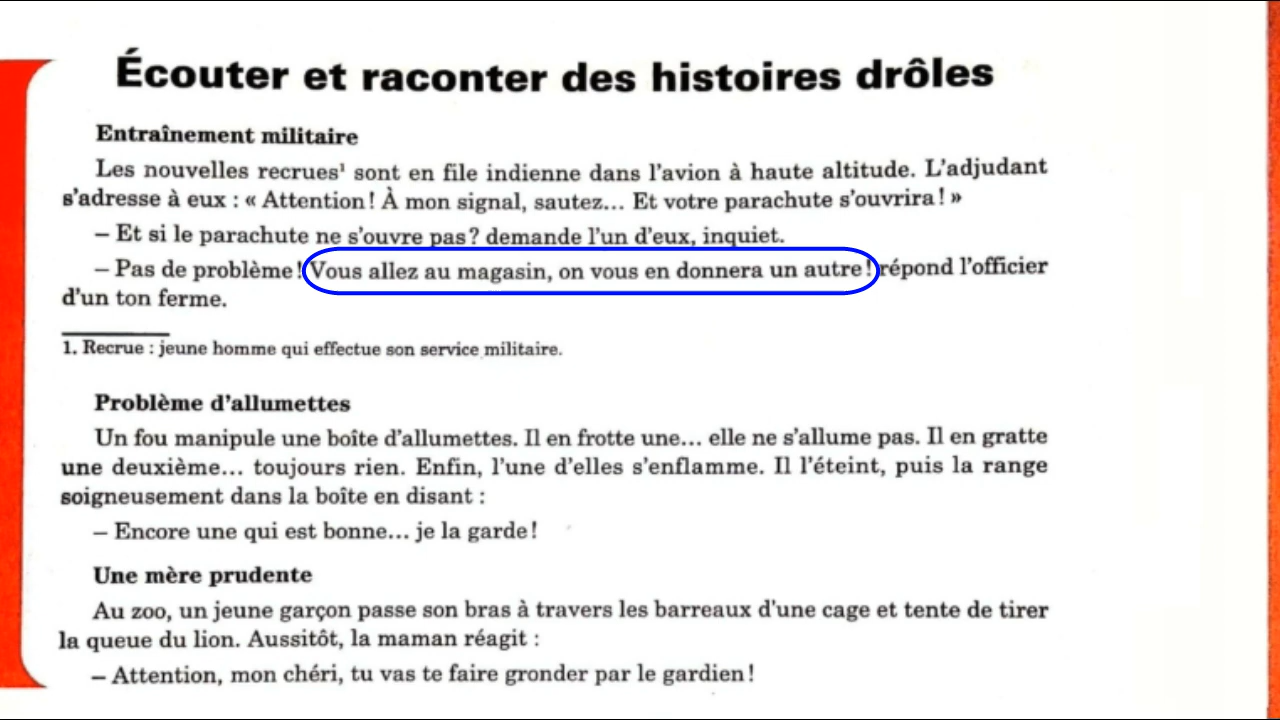 Écouter et raconter des histoires drôles
Entraînement militaire
Les nouvelles recrues¹ sont en file indienne dans l'avion à haute altitude. L'adjudant
s'adresse à eux : « Attention ! À mon signal, sautez... Et votre parachute s'ouvrira ! »
– Et si le parachute ne s'ouvre pas ? demande l'un d'eux, inquiet.
– Pas de problème ! Vous allez au magasin, on vous en donnera un autre ! répond l'officier
d'un ton ferme.
1. Recrue : jeune homme qui effectue son service militaire.
Problème d'allumettes
Un fou manipule une boîte d'allumettes. Il en frotte une... elle ne s'allume pas. Il en gratte
une deuxième... toujours rien. Enfin, l'une d'elles s'enflamme. Il l'éteint, puis la range
soigneusement dans la boîte en disant :
– Encore une qui est bonne... je la garde !
Une mère prudente
Au zoo, un jeune garçon passe son bras à travers les barreaux d'une cage et tente de tirer
la queue du lion. Aussitôt, la maman réagit :
– Attention, mon chéri, tu vas te faire gronder par le gardien !